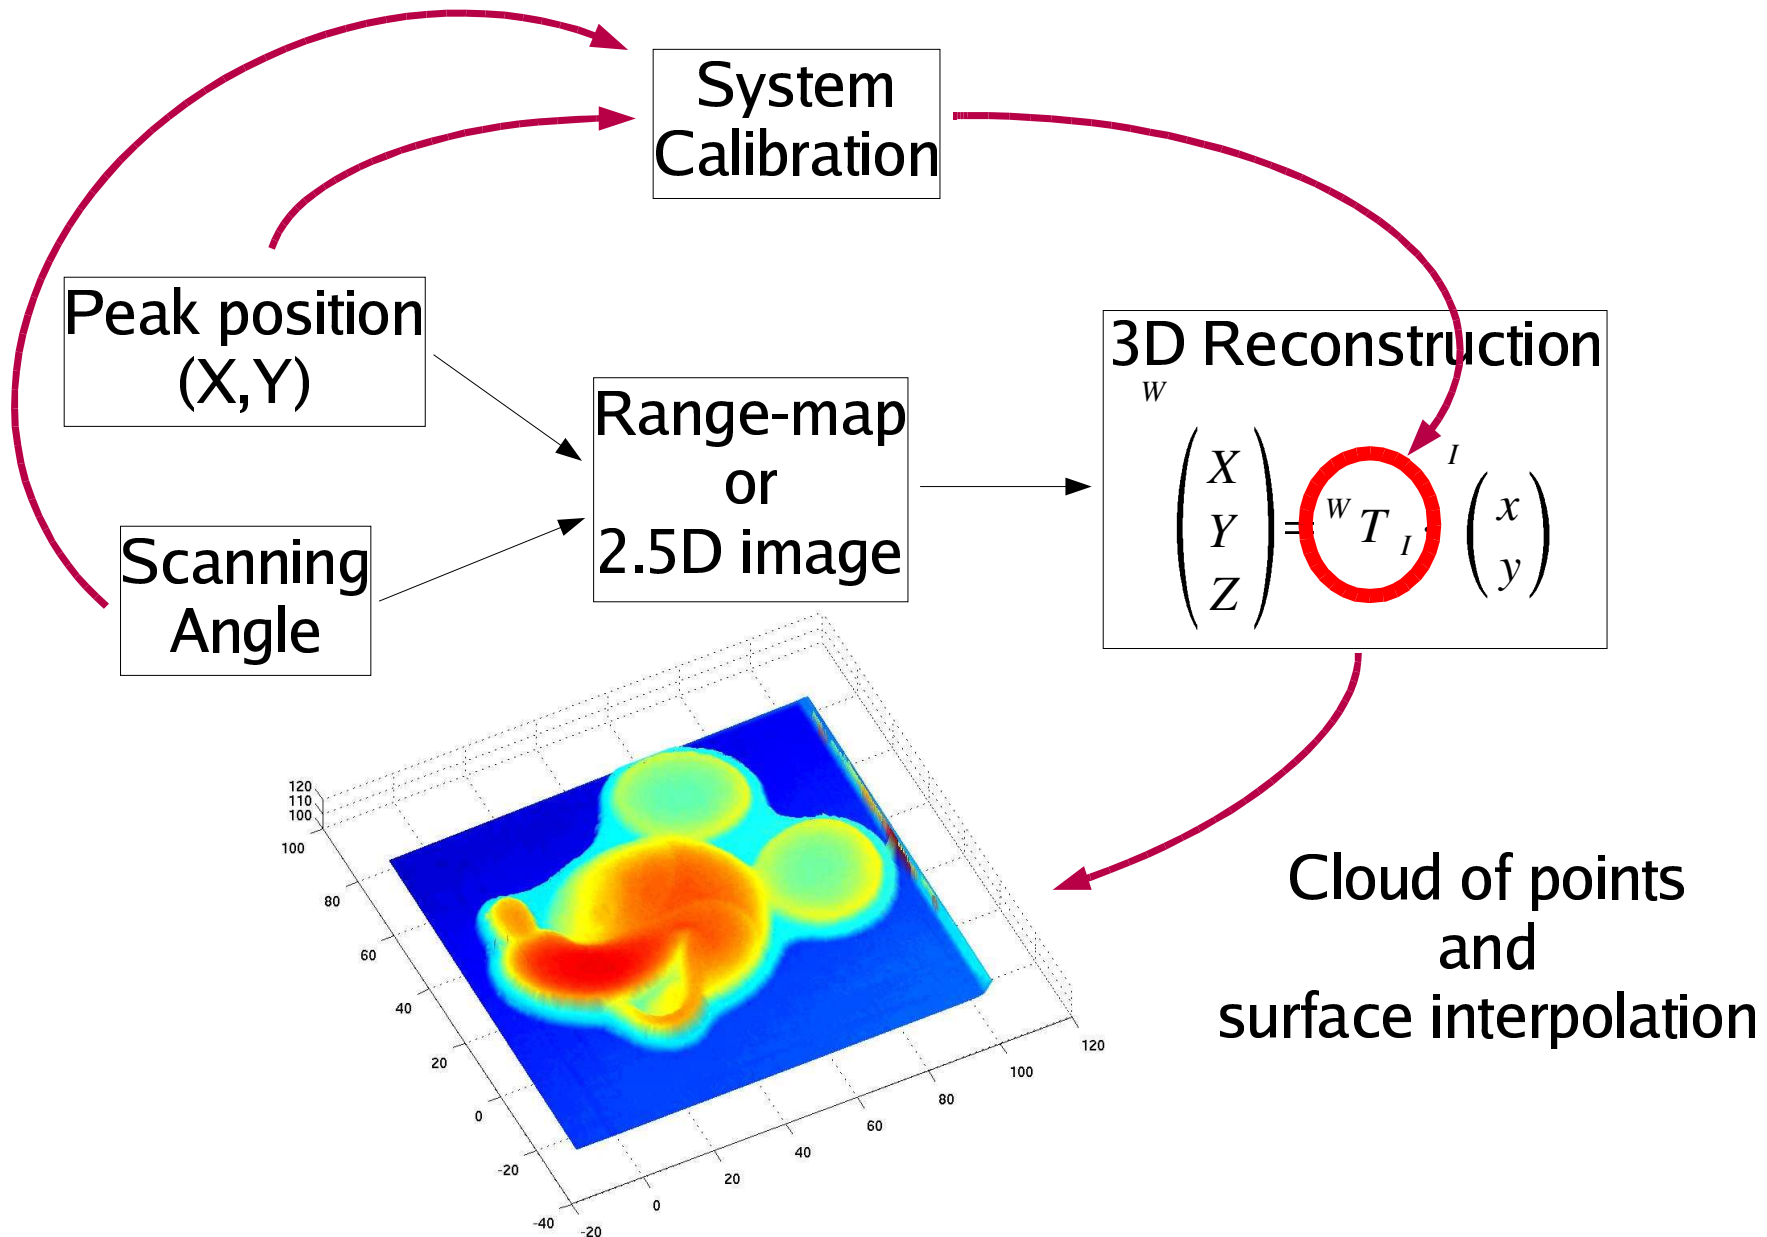 System
Calibration
Peak position
(X,Y)
Scanning
Angle
Range-map
or
2.5D image
3D Reconstruction
W
I
X
Y
Z
= W T I · x
y
Cloud of points
and
surface interpolation
120
110
100
100
80
60
40
20
0
-20
-40
-20
0
20
40
60
80
100
120